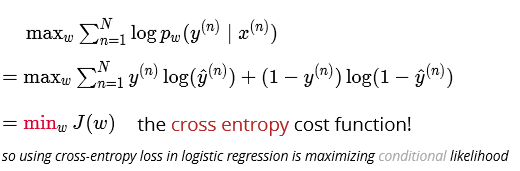 max_w ∑_{n=1}^{N} log p_w(y^{(n)} | x^{(n)})
= max_w ∑_{n=1}^{N} y^{(n)} log(ŷ^{(n)}) + (1 − y^{(n)}) log(1 − ŷ^{(n)})
= min_w J(w) the cross entropy cost function!
so using cross-entropy loss in logistic regression is maximizing conditional likelihood